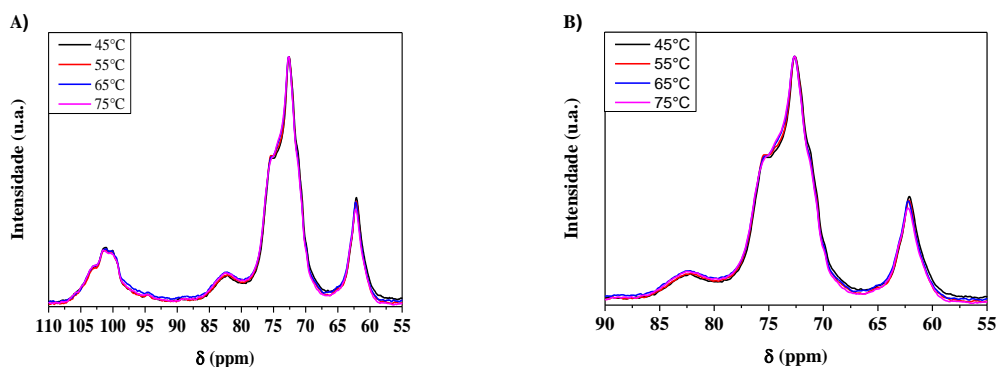 A)
45°C
55°C
65°C
75°C
Intensidade (u.a.)
110 105 100 95 90 85 80 75 70 65 60 55
δ (ppm)
B)
45°C
55°C
65°C
75°C
Intensidade (u.a.)
90 85 80 75 70 65 60 55
δ (ppm)